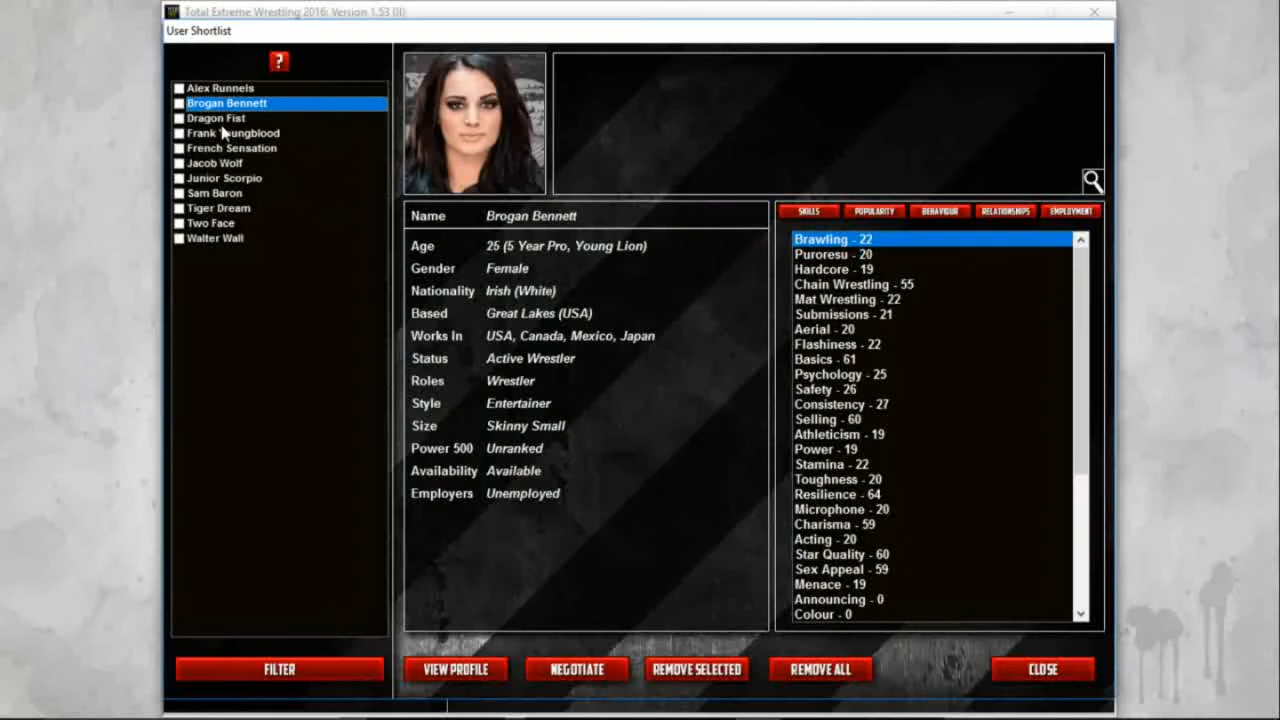 Total Extreme Wrestling 2016: Version 1.53 (II)
User Shortlist
?
Alex Runnels
Brogan Bennett
Dragon Fist
Frank Youngblood
French Sensation
Jacob Wolf
Junior Scorpio
Sam Baron
Tiger Dream
Two Face
Walter Wall
FILTER
Name Brogan Bennett
Age 25 (5 Year Pro, Young Lion)
Gender Female
Nationality Irish (White)
Based Great Lakes (USA)
Works In USA, Canada, Mexico, Japan
Status Active Wrestler
Roles Wrestler
Style Entertainer
Size Skinny Small
Power 500 Unranked
Availability Available
Employers Unemployed
SKILLS POPULARITY BEHAVIOUR RELATIONSHIPS EMPLOYMENT
Brawling - 22
Puroresu - 20
Hardcore - 19
Chain Wrestling - 55
Mat Wrestling - 22
Submissions - 21
Aerial - 20
Flashiness - 22
Basics - 61
Psychology - 25
Safety - 26
Consistency - 27
Selling - 60
Athleticism - 19
Power - 19
Stamina - 22
Toughness - 20
Resilience - 64
Microphone - 20
Charisma - 59
Acting - 20
Star Quality - 60
Sex Appeal - 59
Menace - 19
Announcing - 0
Colour - 0
VIEW PROFILE NEGOTIATE REMOVE SELECTED REMOVE ALL CLOSE